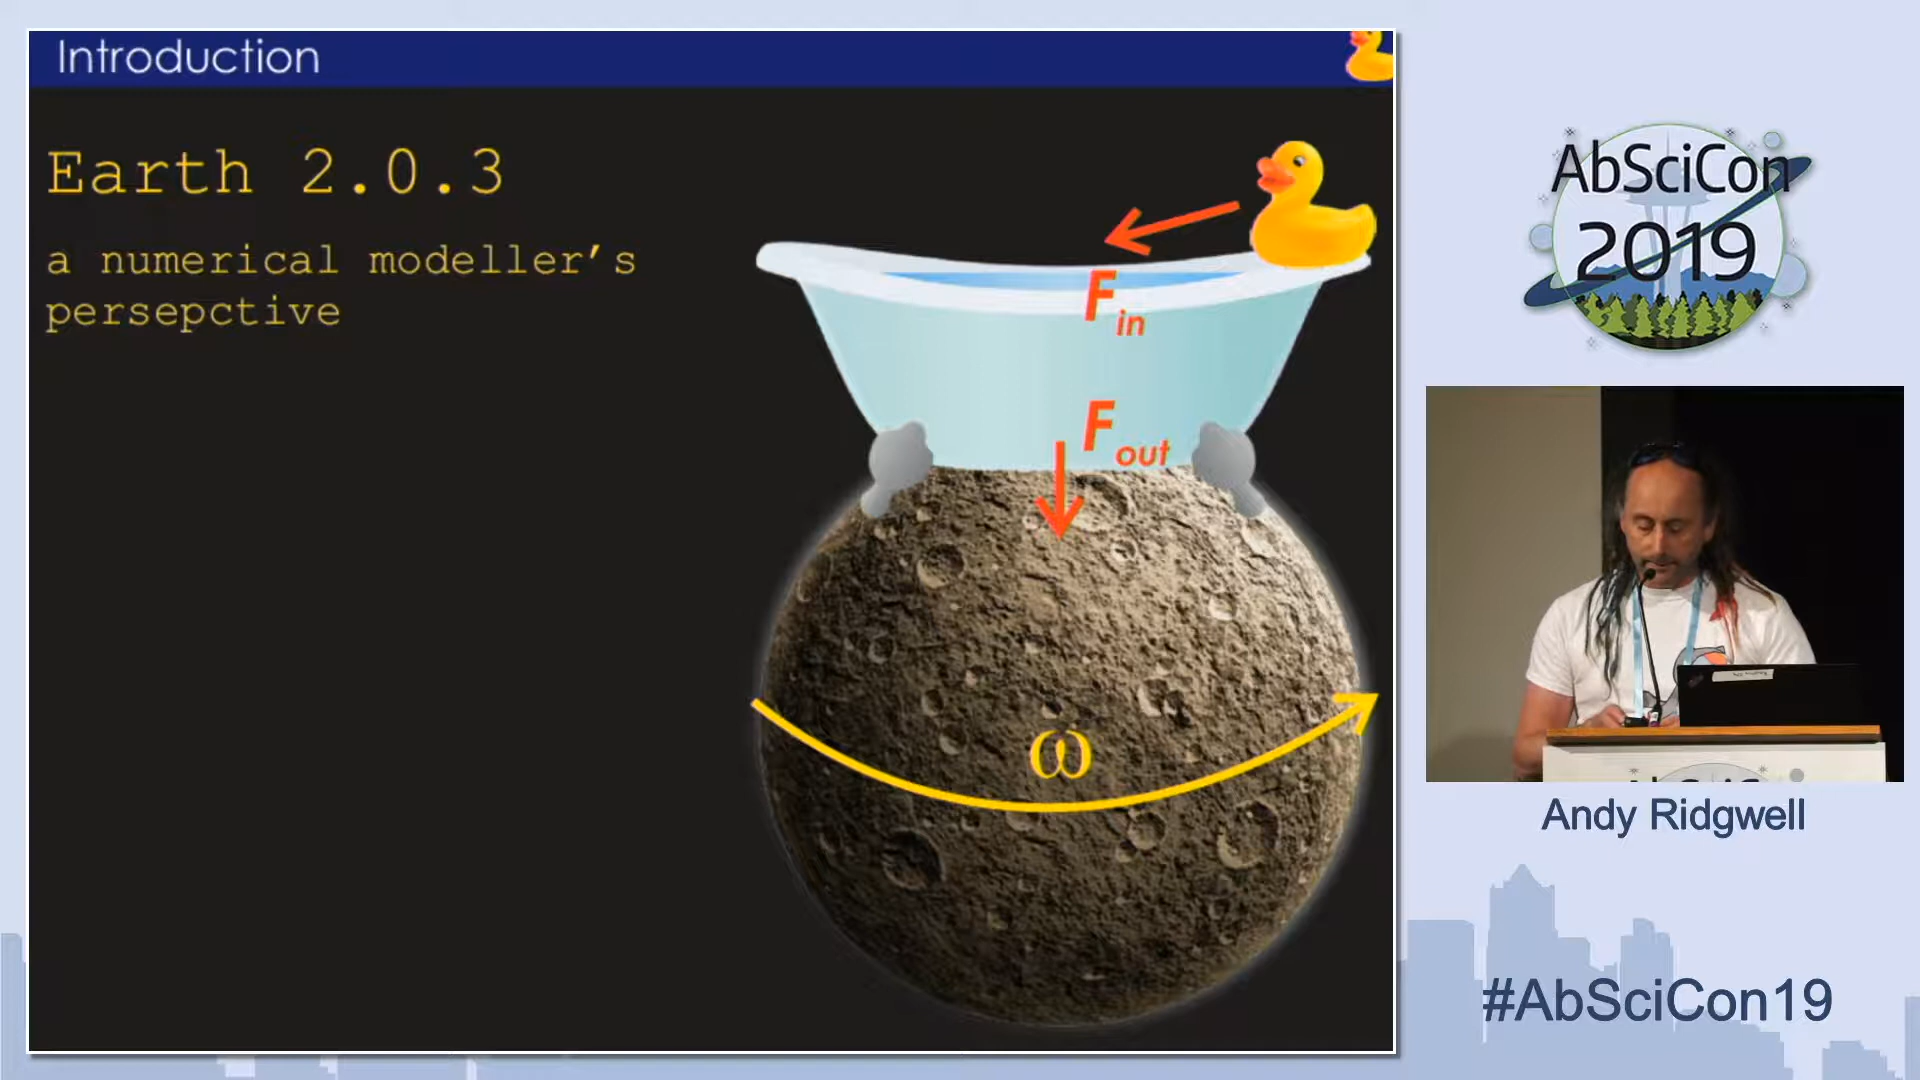 Introduction
Earth 2.0.3
a numerical modeller's
persepctive
F in
F out
ω
AbSciCon
2019
Andy Ridgwell
#AbSciCon19